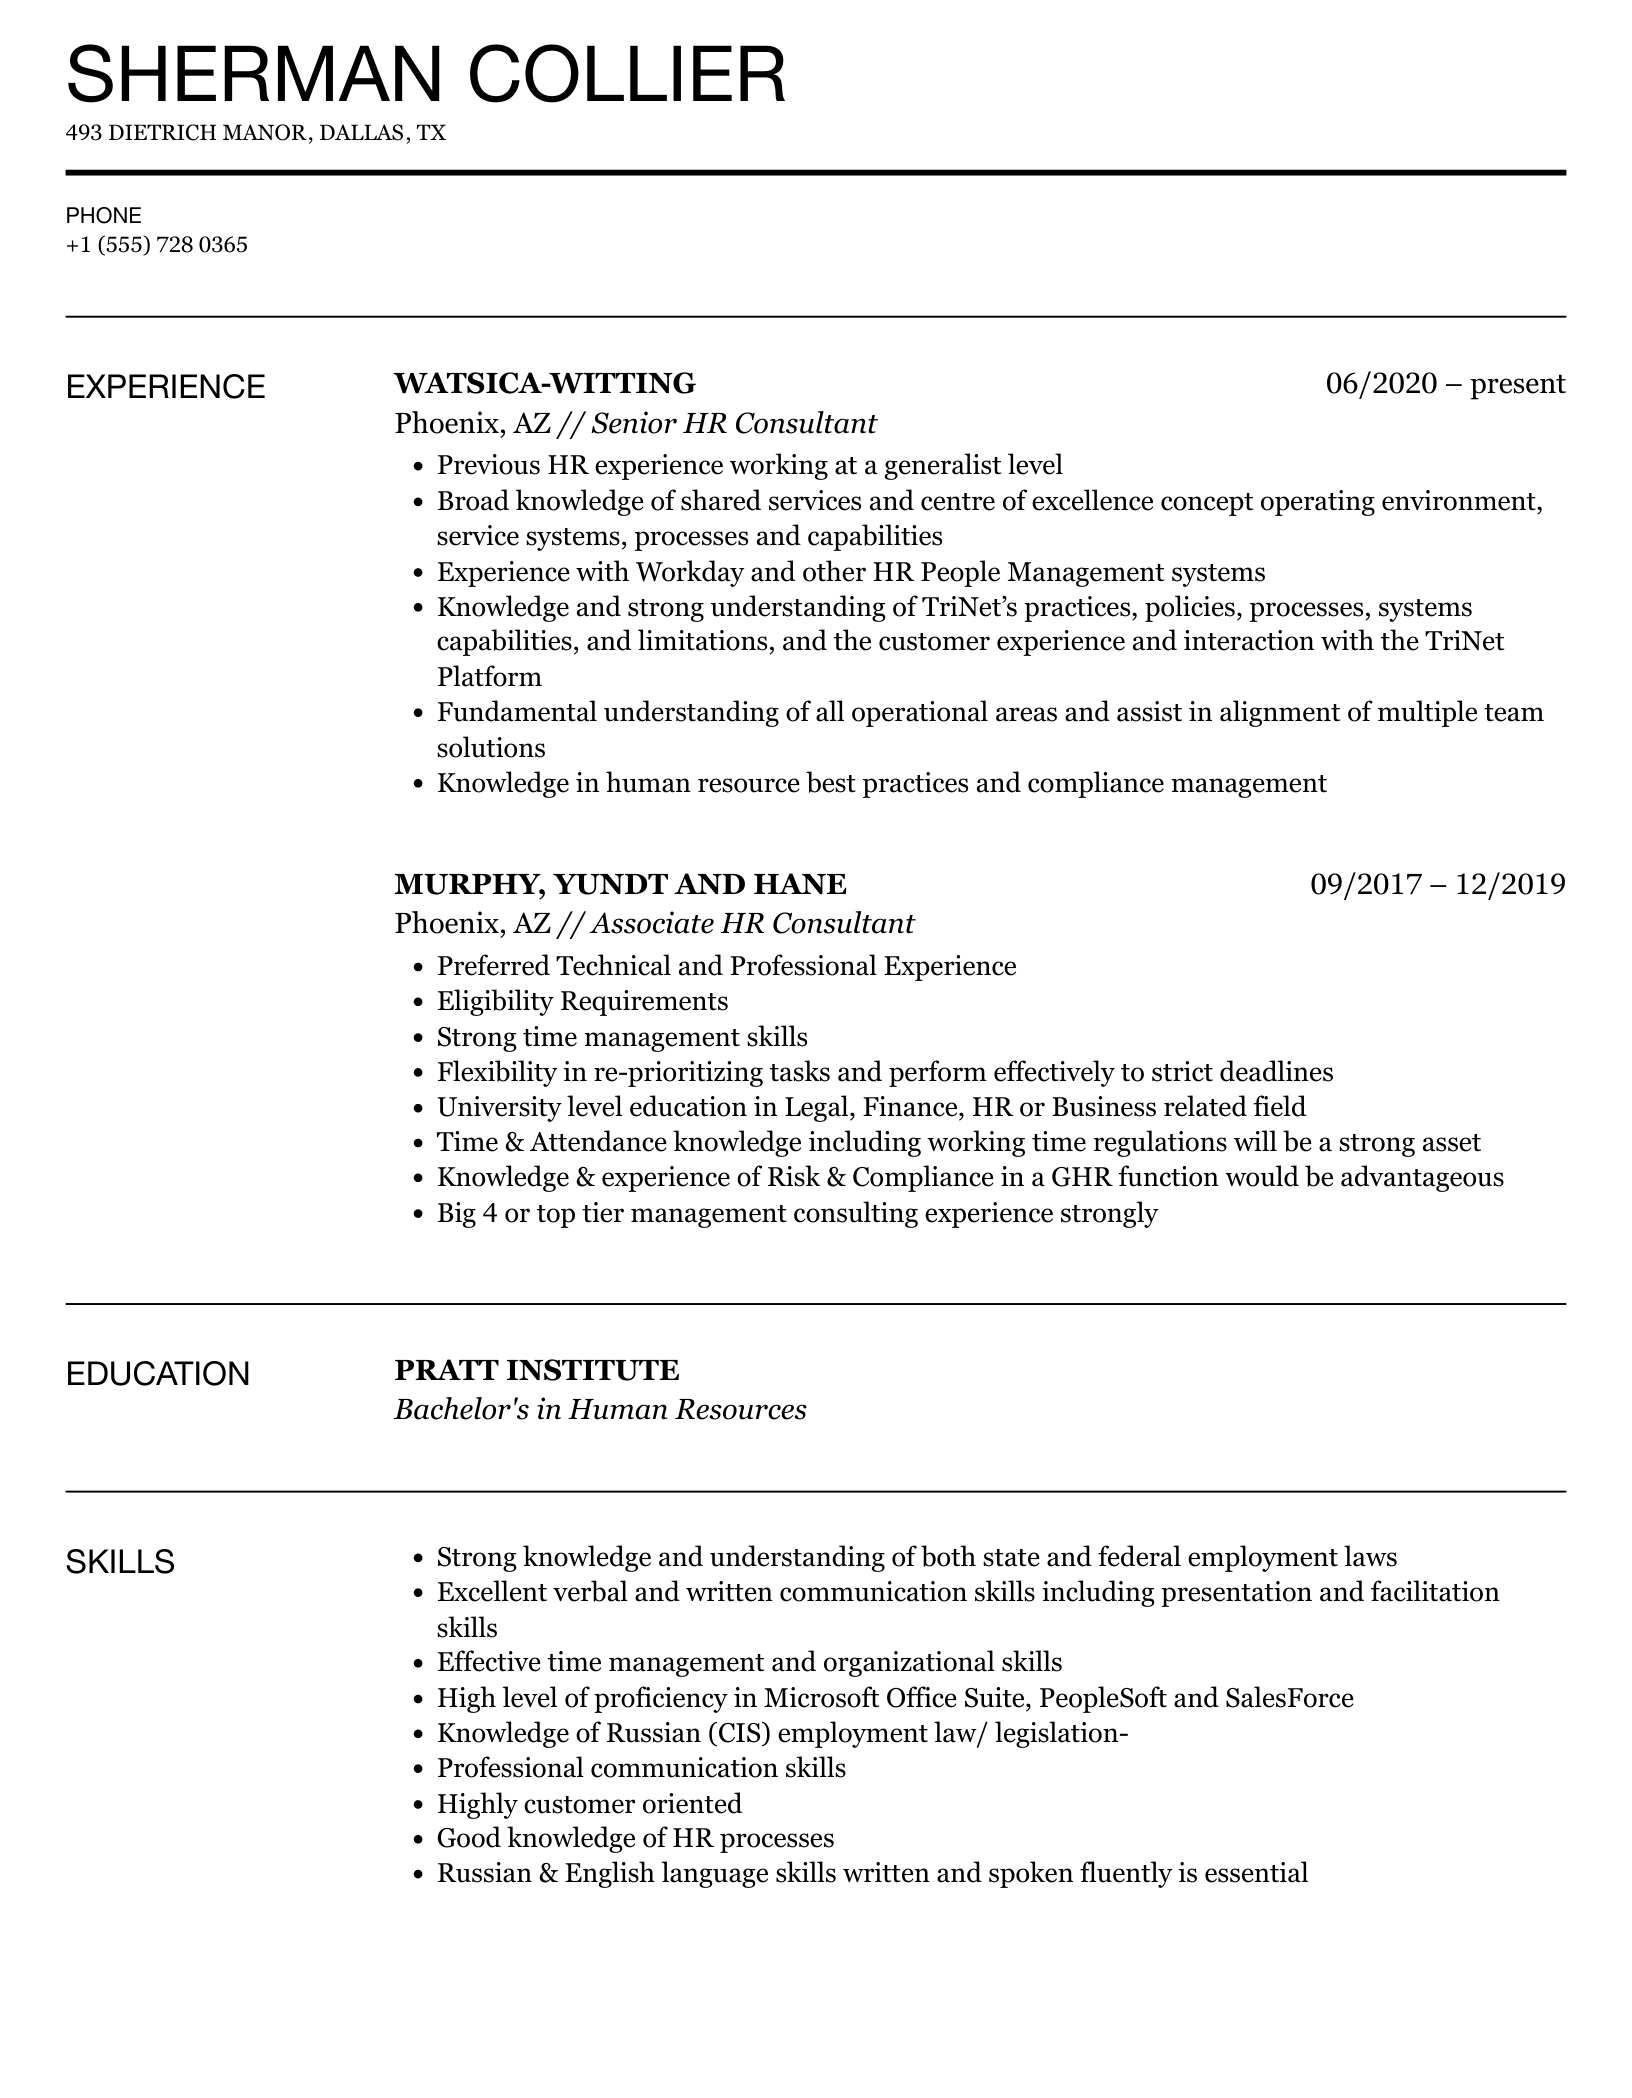 SHERMAN COLLIER
493 DIETRICH MANOR, DALLAS, TX
PHONE
+1 (555) 728 0365
EXPERIENCE
WATSICA-WITTING 06/2020 – present
Phoenix, AZ // Senior HR Consultant
• Previous HR experience working at a generalist level
• Broad knowledge of shared services and centre of excellence concept operating environment,
service systems, processes and capabilities
• Experience with Workday and other HR People Management systems
• Knowledge and strong understanding of TriNet’s practices, policies, processes, systems
capabilities, and limitations, and the customer experience and interaction with the TriNet
Platform
• Fundamental understanding of all operational areas and assist in alignment of multiple team
solutions
• Knowledge in human resource best practices and compliance management
MURPHY, YUNDT AND HANE 09/2017 – 12/2019
Phoenix, AZ // Associate HR Consultant
• Preferred Technical and Professional Experience
• Eligibility Requirements
• Strong time management skills
• Flexibility in re-prioritizing tasks and perform effectively to strict deadlines
• University level education in Legal, Finance, HR or Business related field
• Time & Attendance knowledge including working time regulations will be a strong asset
• Knowledge & experience of Risk & Compliance in a GHR function would be advantageous
• Big 4 or top tier management consulting experience strongly
EDUCATION
PRATT INSTITUTE
Bachelor's in Human Resources
SKILLS
• Strong knowledge and understanding of both state and federal employment laws
• Excellent verbal and written communication skills including presentation and facilitation
skills
• Effective time management and organizational skills
• High level of proficiency in Microsoft Office Suite, PeopleSoft and SalesForce
• Knowledge of Russian (CIS) employment law/ legislation-
• Professional communication skills
• Highly customer oriented
• Good knowledge of HR processes
• Russian & English language skills written and spoken fluently is essential